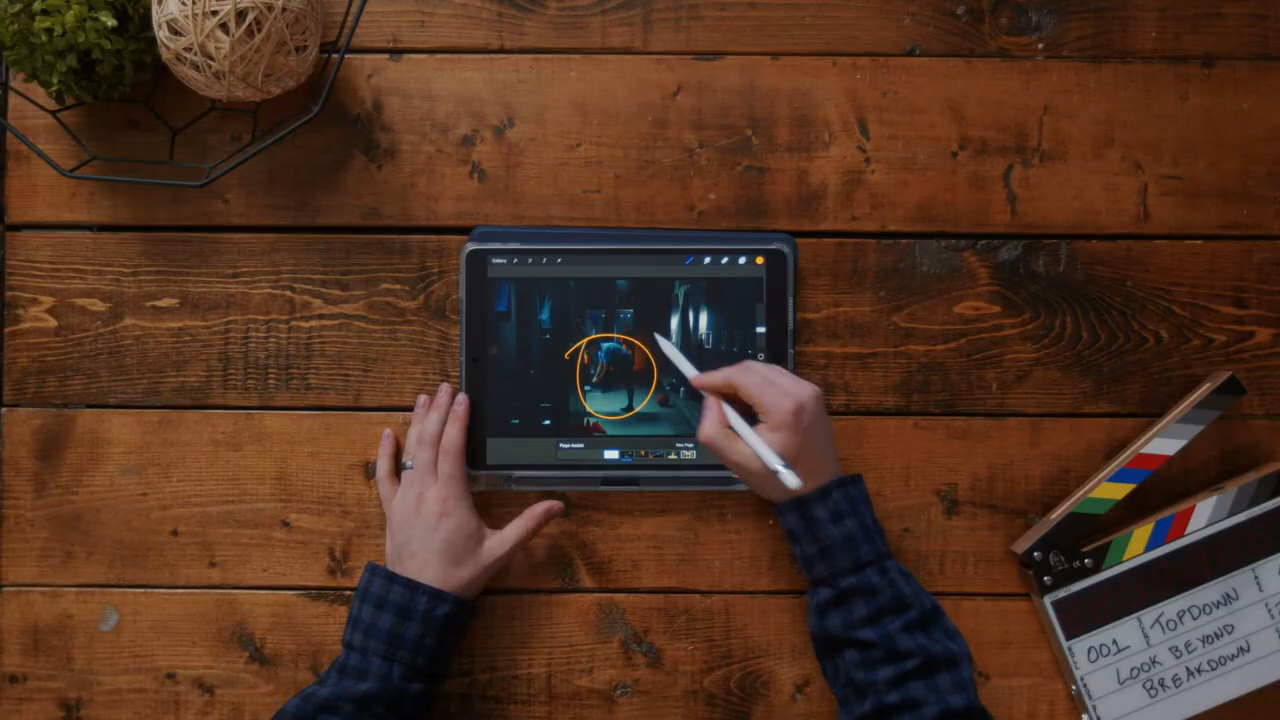 Gallery
Page Assist
New Page
001 TOPDOWN
LOOK BEYOND
BREAKDOWN